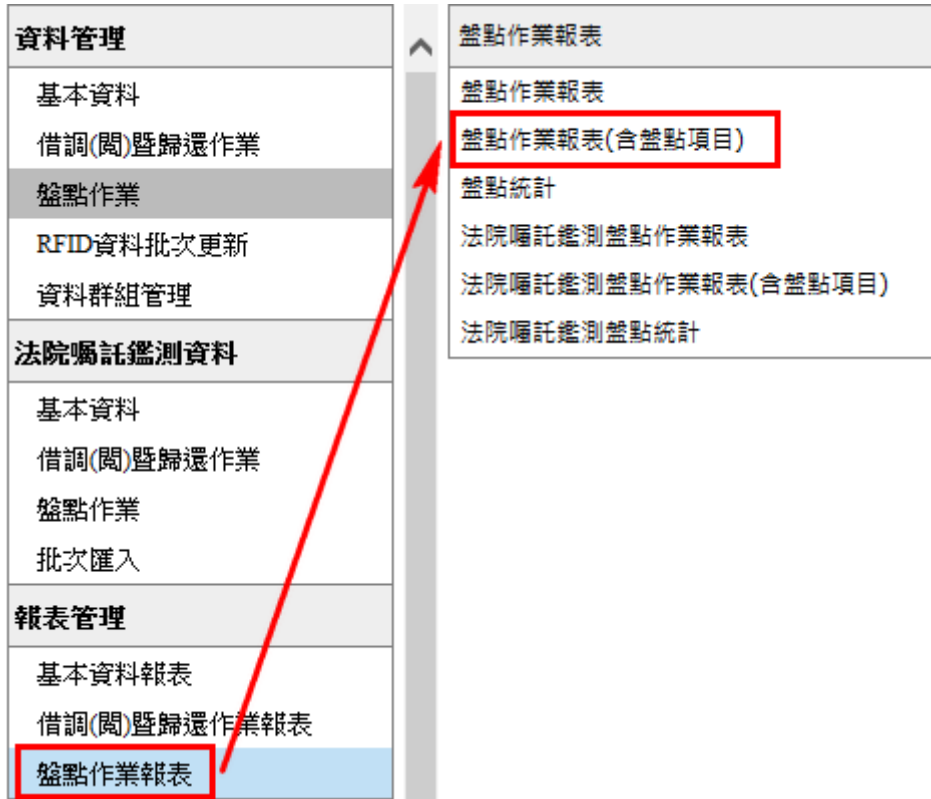 資料管理
基本資料
借調(閱)暨歸還作業
盤點作業
RFID資料批次更新
資料群組管理
法院囑託鑑測資料
基本資料
借調(閱)暨歸還作業
盤點作業
批次匯入
報表管理
基本資料報表
借調(閱)暨歸還作業報表
盤點作業報表
盤點作業報表
盤點作業報表
盤點作業報表(含盤點項目)
盤點統計
法院囑託鑑測盤點作業報表
法院囑託鑑測盤點作業報表(含盤點項目)
法院囑託鑑測盤點統計